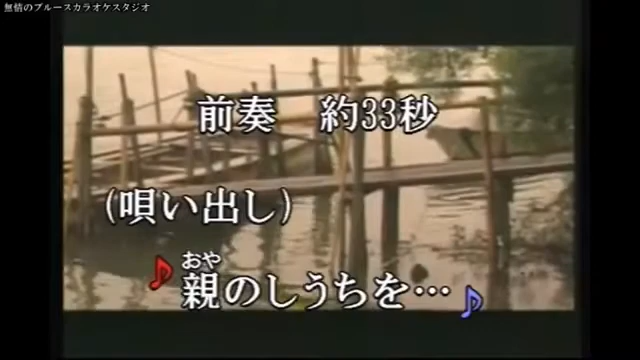 無情のブルースカラオケスタジオ
前奏 約33秒
(唄い出し)
おや
♪親のしうちを…♪